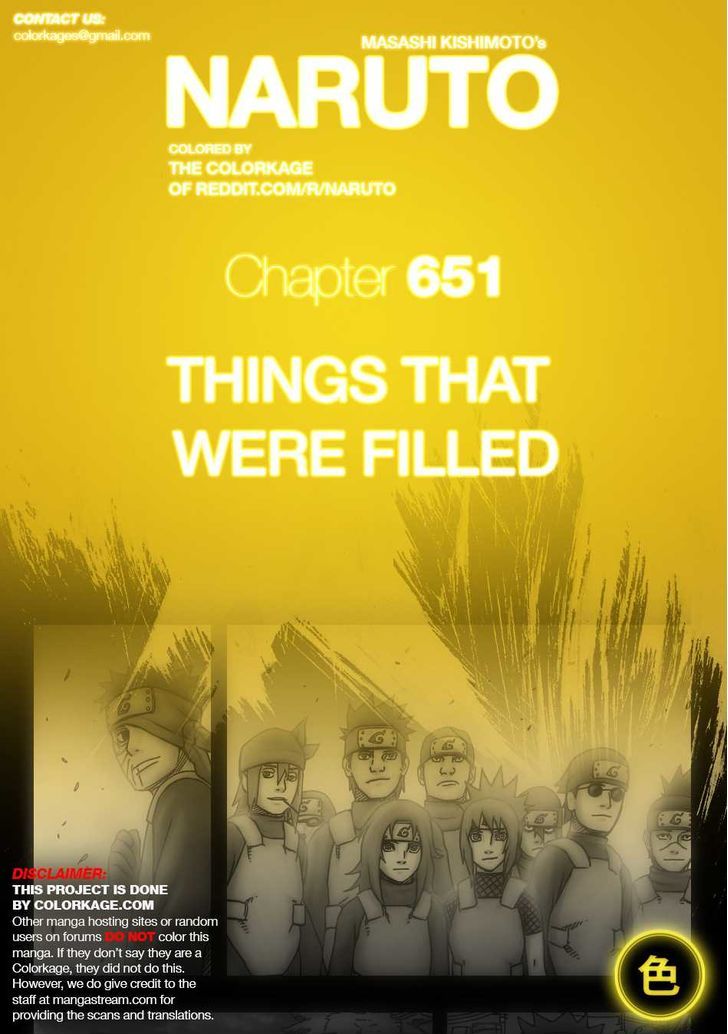 CONTACT US:
colorkages@gmail.com
MASASHI KISHIMOTO's
NARUTO
COLORED BY
THE COLORKAGE
OF REDDIT.COM/R/NARUTO
Chapter 651
THINGS THAT
WERE FILLED
DISCLAIMER:
THIS PROJECT IS DONE
BY COLORKAGE.COM
Other manga hosting sites or random
users on forums DO NOT color this
manga. If they don't say they are a
Colorkage, they did not do this.
However, we do give credit to the
staff at mangastream.com for
providing the scans and translations.
色